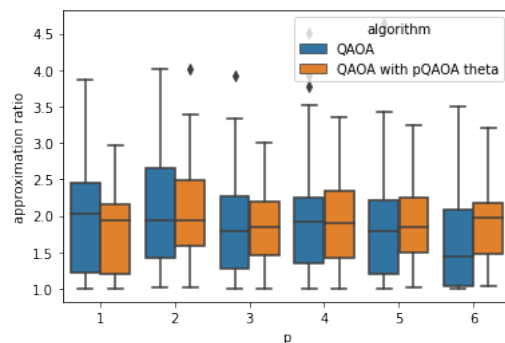 algorithm
QAOA
QAOA with pQAOA theta
approximation ratio
4.5
4.0
3.5
3.0
2.5
2.0
1.5
1.0
1 2 3 4 5 6
p